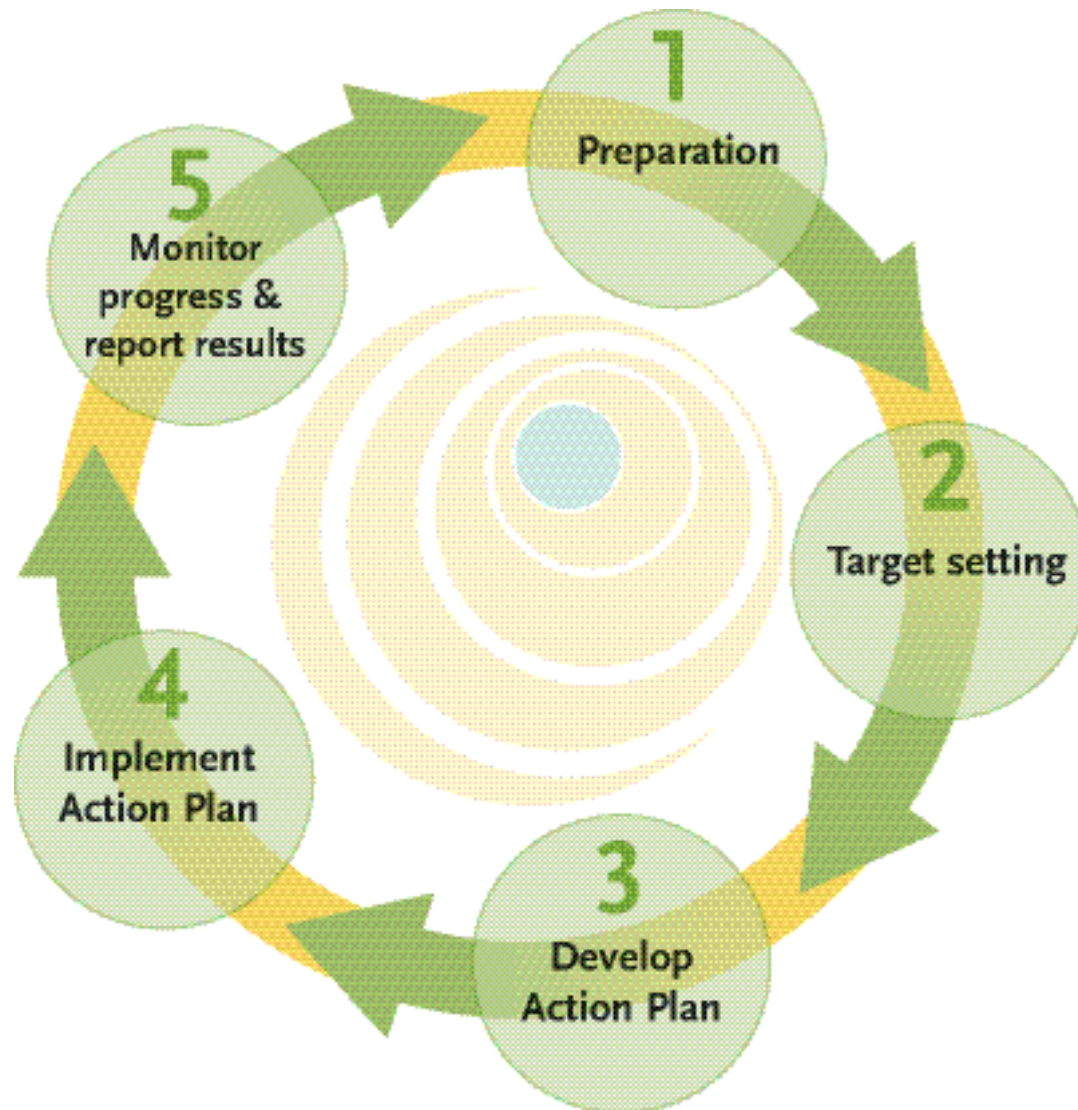 1
Preparation
2
Target setting
3
Develop
Action Plan
4
Implement
Action Plan
5
Monitor
progress &
report results